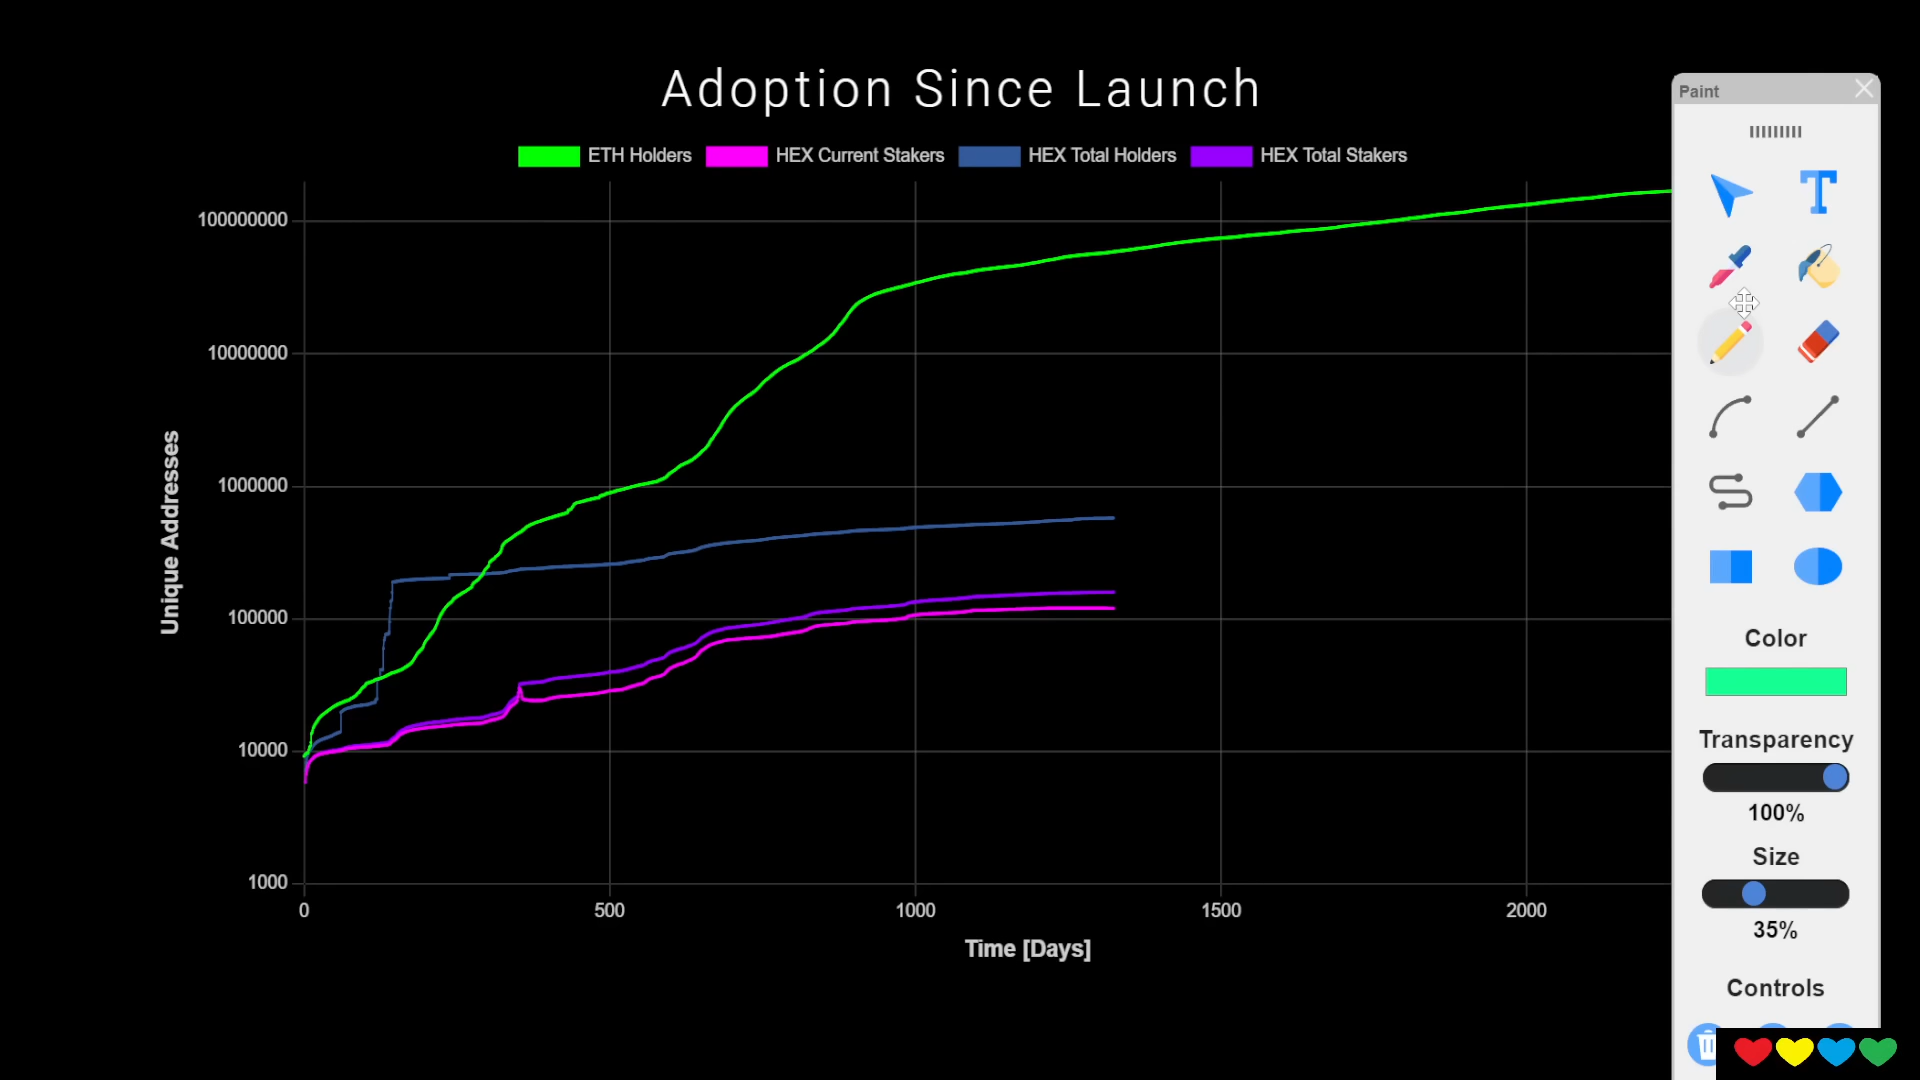 Adoption Since Launch
Paint
ETH Holders HEX Current Stakers HEX Total Holders HEX Total Stakers
100000000
10000000
1000000
100000
10000
1000
Unique Addresses
0 500 1000 1500 2000
Time [Days]
T
Color
Transparency
100%
Size
35%
Controls